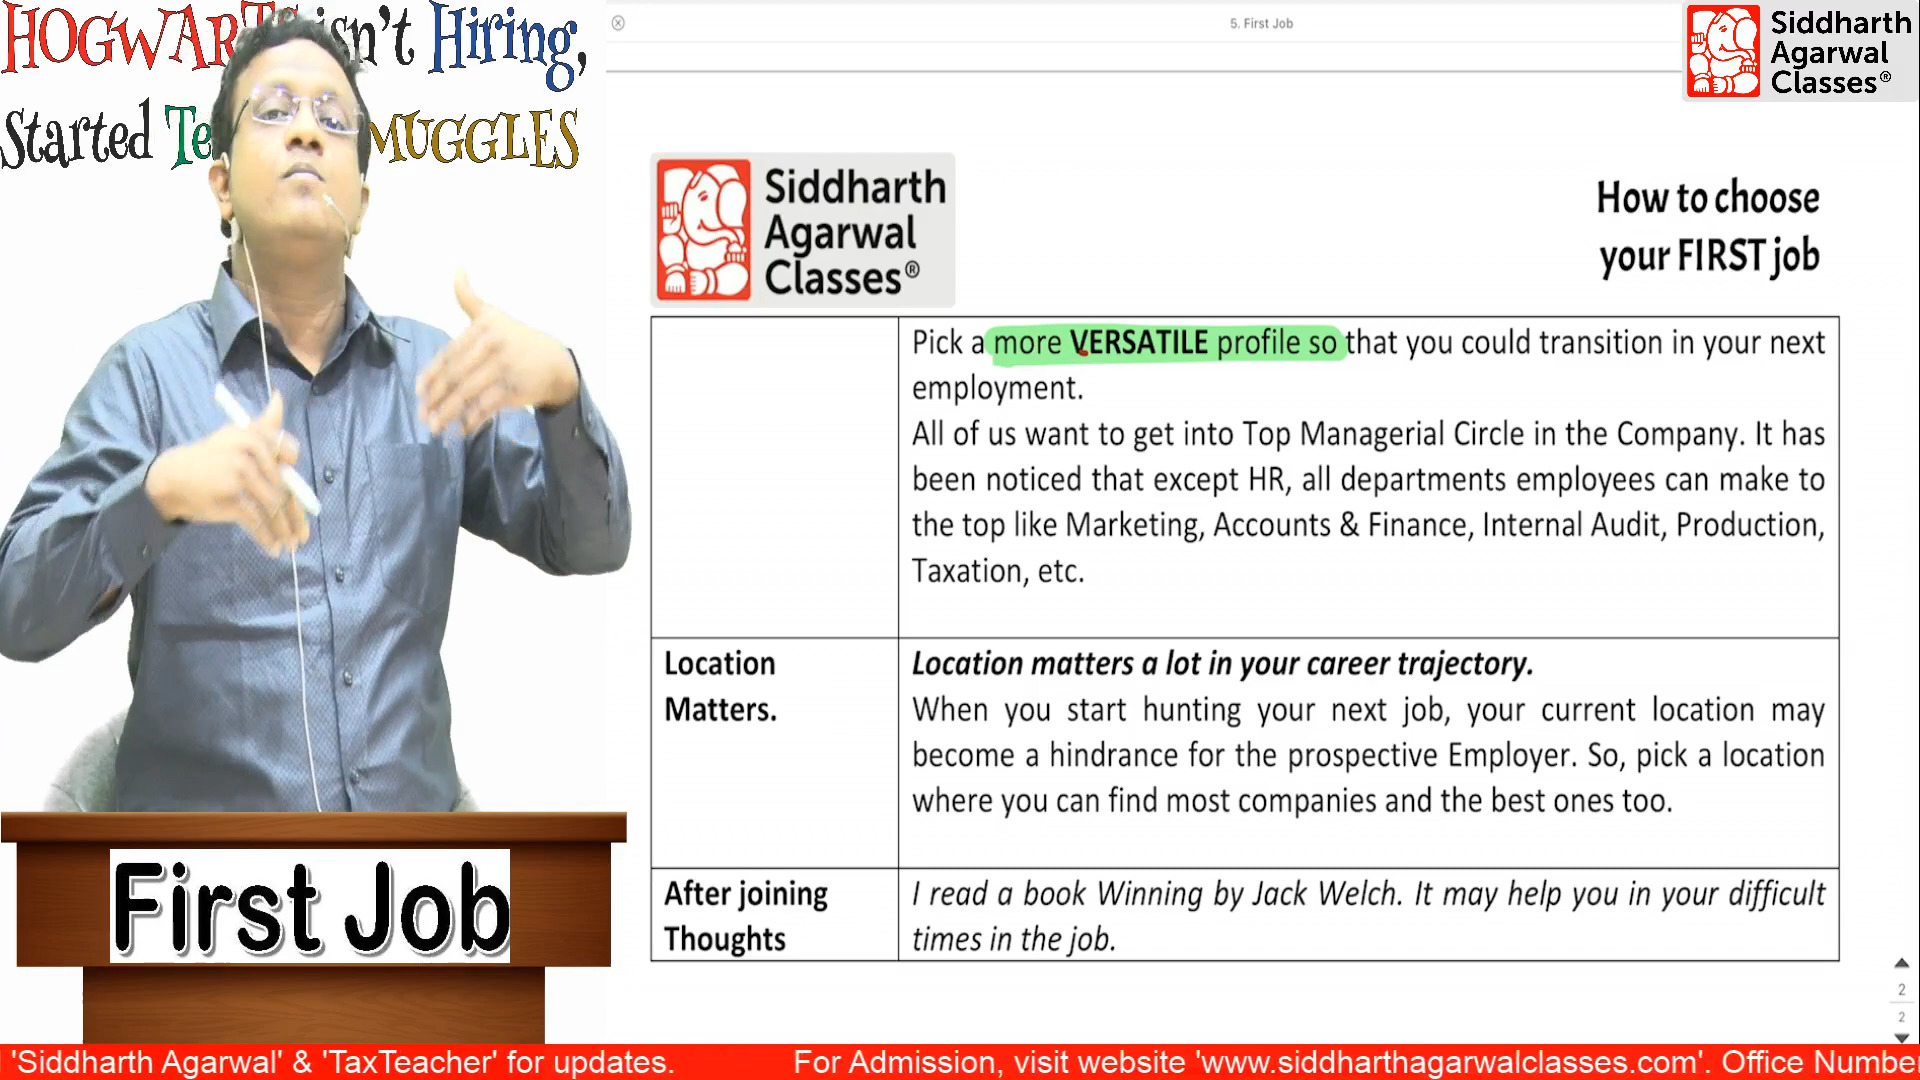 HOGWARTS isn't Hiring,
Started Te MUGGLES
5. First Job
Siddharth
Agarwal
Classes®
Siddharth
Agarwal
Classes®
How to choose
your FIRST job
Pick a more VERSATILE profile so that you could transition in your next
employment.
All of us want to get into Top Managerial Circle in the Company. It has
been noticed that except HR, all departments employees can make to
the top like Marketing, Accounts & Finance, Internal Audit, Production,
Taxation, etc.
Location
Matters.
Location matters a lot in your career trajectory.
When you start hunting your next job, your current location may
become a hindrance for the prospective Employer. So, pick a location
where you can find most companies and the best ones too.
After joining
Thoughts
I read a book Winning by Jack Welch. It may help you in your difficult
times in the job.
First Job
2
2
'Siddharth Agarwal' & 'TaxTeacher' for updates. For Admission, visit website 'www.siddharthagarwalclasses.com'. Office Number